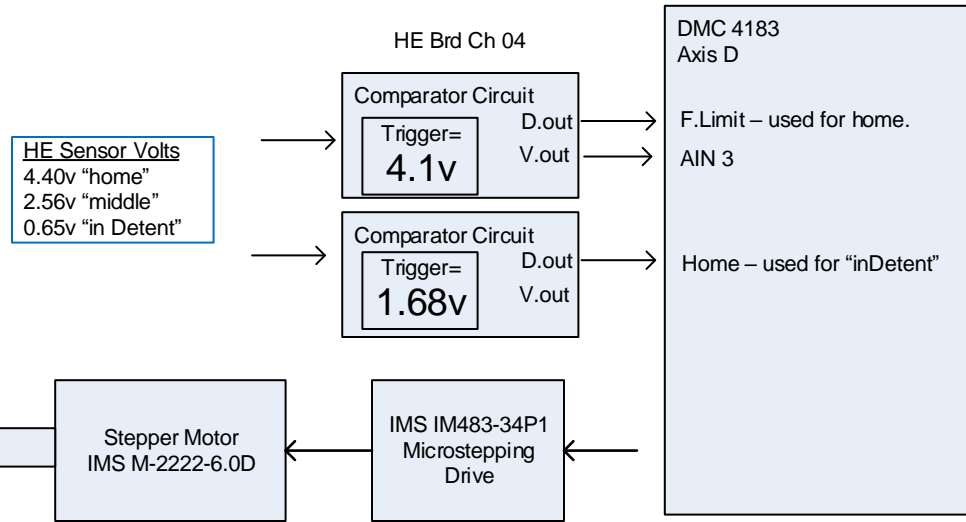 HE Brd Ch 04
HE Sensor Volts
4.40v “home”
2.56v “middle”
0.65v “in Detent”
Comparator Circuit
Trigger=
4.1v
D.out
V.out
Comparator Circuit
Trigger=
1.68v
D.out
V.out
DMC 4183
Axis D
F.Limit – used for home.
AIN 3
Home – used for “inDetent”
Stepper Motor
IMS M-2222-6.0D
IMS IM483-34P1
Microstepping
Drive